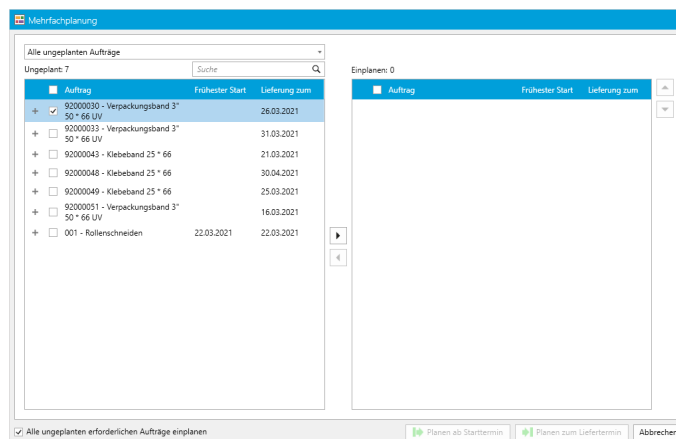 Mehrfachplanung
Alle ungeplanten Aufträge
Ungeplant: 7
Suche
Einplanen: 0
Auftrag Frühester Start Lieferung zum
Auftrag Frühester Start Lieferung zum
92000030 - Verpackungsband 3"
50 * 66 UV
26.03.2021
92000033 - Verpackungsband 3"
50 * 66 UV
31.03.2021
92000043 - Klebeband 25 * 66 21.03.2021
92000048 - Klebeband 25 * 66 30.04.2021
92000049 - Klebeband 25 * 66 25.03.2021
92000051 - Verpackungsband 3"
50 * 66 UV
16.03.2021
001 - Rollenschneiden 22.03.2021 22.03.2021
Alle ungeplanten erforderlichen Aufträge einplanen
Planen ab Starttermin
Planen zum Liefertermin
Abbrechen